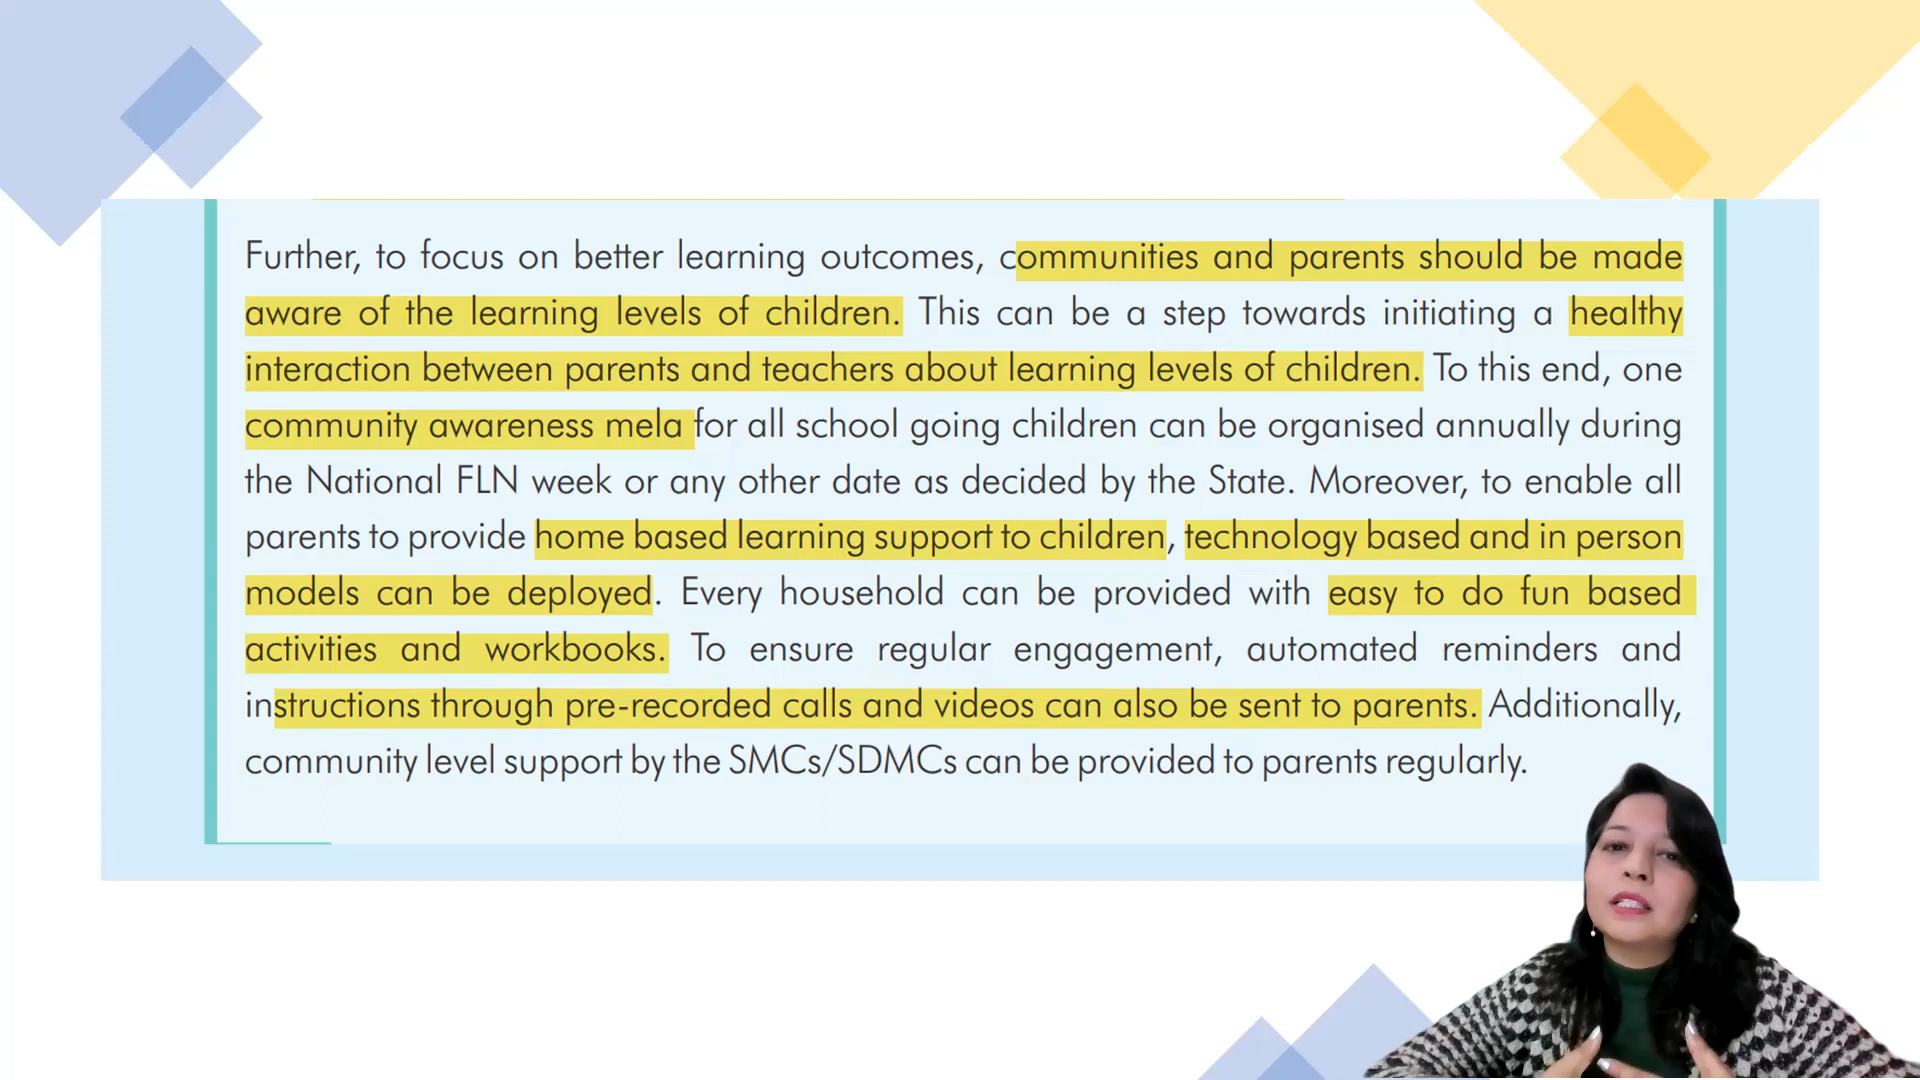 Further, to focus on better learning outcomes, communities and parents should be made
aware of the learning levels of children. This can be a step towards initiating a healthy
interaction between parents and teachers about learning levels of children. To this end, one
community awareness mela for all school going children can be organised annually during
the National FLN week or any other date as decided by the State. Moreover, to enable all
parents to provide home based learning support to children, technology based and in person
models can be deployed. Every household can be provided with easy to do fun based
activities and workbooks. To ensure regular engagement, automated reminders and
instructions through pre-recorded calls and videos can also be sent to parents. Additionally,
community level support by the SMCs/SDMCs can be provided to parents regularly.